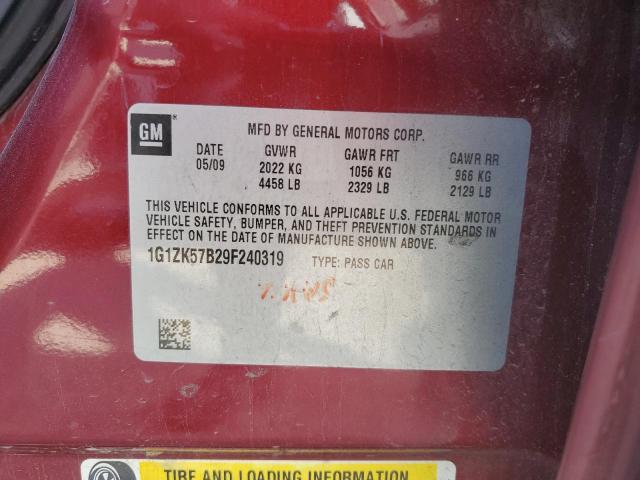 GM
MFD BY GENERAL MOTORS CORP.
DATE GVWR GAWR FRT GAWR RR
05/09 2022 KG 1056 KG 966 KG
4458 LB 2329 LB 2129 LB
THIS VEHICLE CONFORMS TO ALL APPLICABLE U.S. FEDERAL MOTOR
VEHICLE SAFETY, BUMPER, AND THEFT PREVENTION STANDARDS IN
EFFECT ON THE DATE OF MANUFACTURE SHOWN ABOVE.
1G1ZK57B29F240319 TYPE: PASS CAR
TIRE AND LOADING INFORMATION